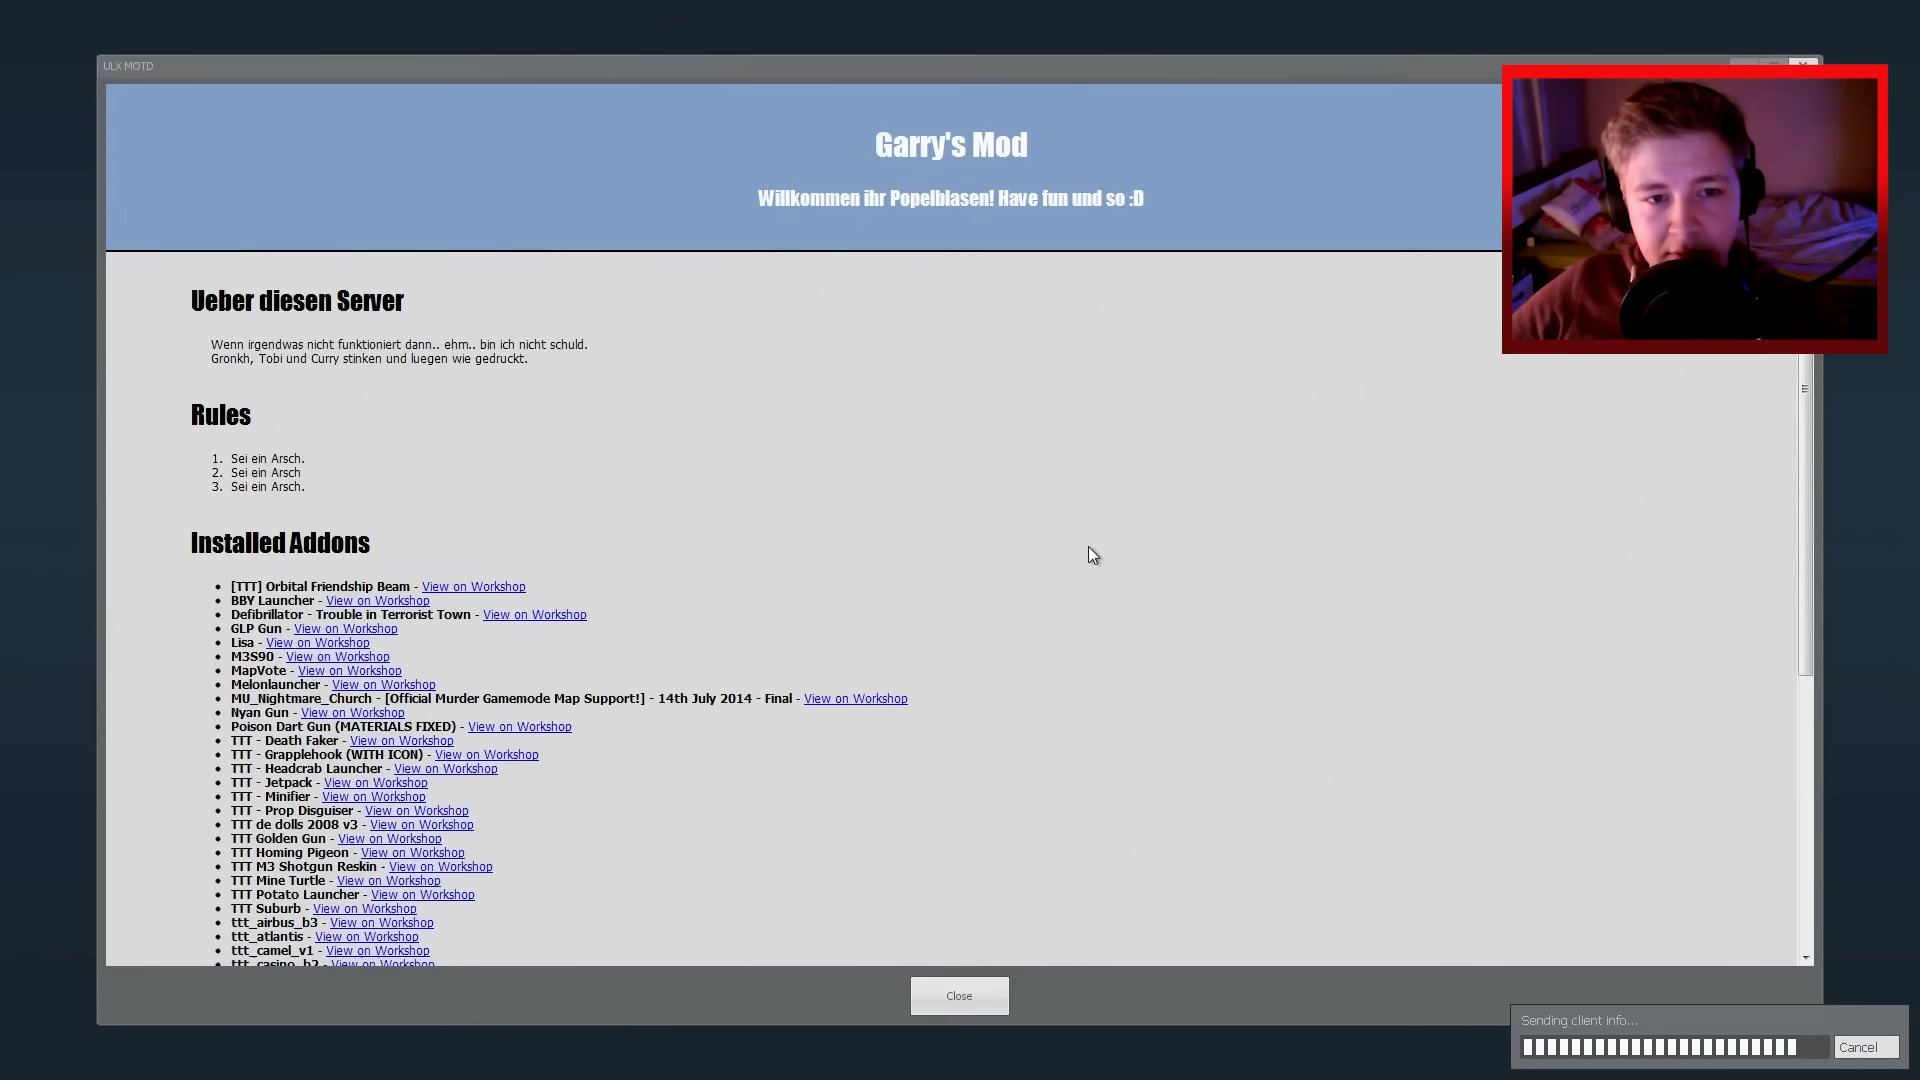 ULX MOTD
Garry's Mod
Willkommen ihr Popelblasen! Have fun und so :D
Ueber diesen Server
Wenn irgendwas nicht funktioniert dann.. ehm.. bin ich nicht schuld.
Gronkh, Tobi und Curry stinken und luegen wie gedruckt.
Rules
1. Sei ein Arsch.
2. Sei ein Arsch
3. Sei ein Arsch.
Installed Addons
[TTT] Orbital Friendship Beam - View on Workshop
BBY Launcher - View on Workshop
Defibrillator - Trouble in Terrorist Town - View on Workshop
GLP Gun - View on Workshop
Lisa - View on Workshop
M3S90 - View on Workshop
MapVote - View on Workshop
Melonlauncher - View on Workshop
MU_Nightmare_Church - [Official Murder Gamemode Map Support!] - 14th July 2014 - Final - View on Workshop
Nyan Gun - View on Workshop
Poison Dart Gun (MATERIALS FIXED) - View on Workshop
TTT - Death Faker - View on Workshop
TTT - Grapplehook (WITH ICON) - View on Workshop
TTT - Headcrab Launcher - View on Workshop
TTT - Jetpack - View on Workshop
TTT - Minifier - View on Workshop
TTT - Prop Disguiser - View on Workshop
TTT de dolls 2008 v3 - View on Workshop
TTT Golden Gun - View on Workshop
TTT Homing Pigeon - View on Workshop
TTT M3 Shotgun Reskin - View on Workshop
TTT Mine Turtle - View on Workshop
TTT Potato Launcher - View on Workshop
TTT Suburb - View on Workshop
ttt_airbus_b3 - View on Workshop
ttt_atlantis - View on Workshop
ttt_camel_v1 - View on Workshop
ttt_casino_b2 - View on Workshop
Close
Sending client info...
Cancel